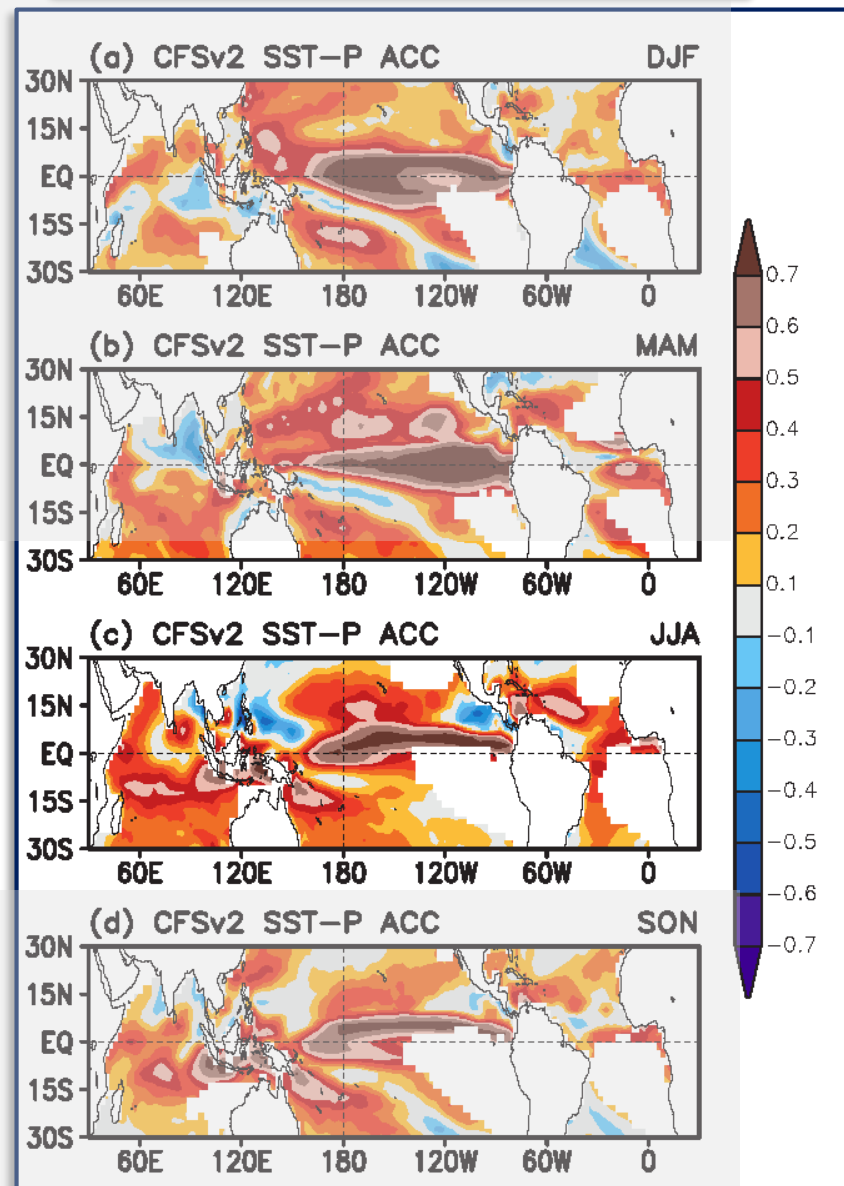 (a) CFSv2 SST-P ACC DJF
30N
15N
EQ
15S
30S
60E 120E 180 120W 60W 0
(b) CFSv2 SST-P ACC MAM
30N
15N
EQ
15S
30S
60E 120E 180 120W 60W 0
(c) CFSv2 SST-P ACC JJA
30N
15N
EQ
15S
30S
60E 120E 180 120W 60W 0
(d) CFSv2 SST-P ACC SON
30N
15N
EQ
15S
30S
60E 120E 180 120W 60W 0
0.7
0.6
0.5
0.4
0.3
0.2
0.1
-0.1
-0.2
-0.3
-0.4
-0.5
-0.6
-0.7